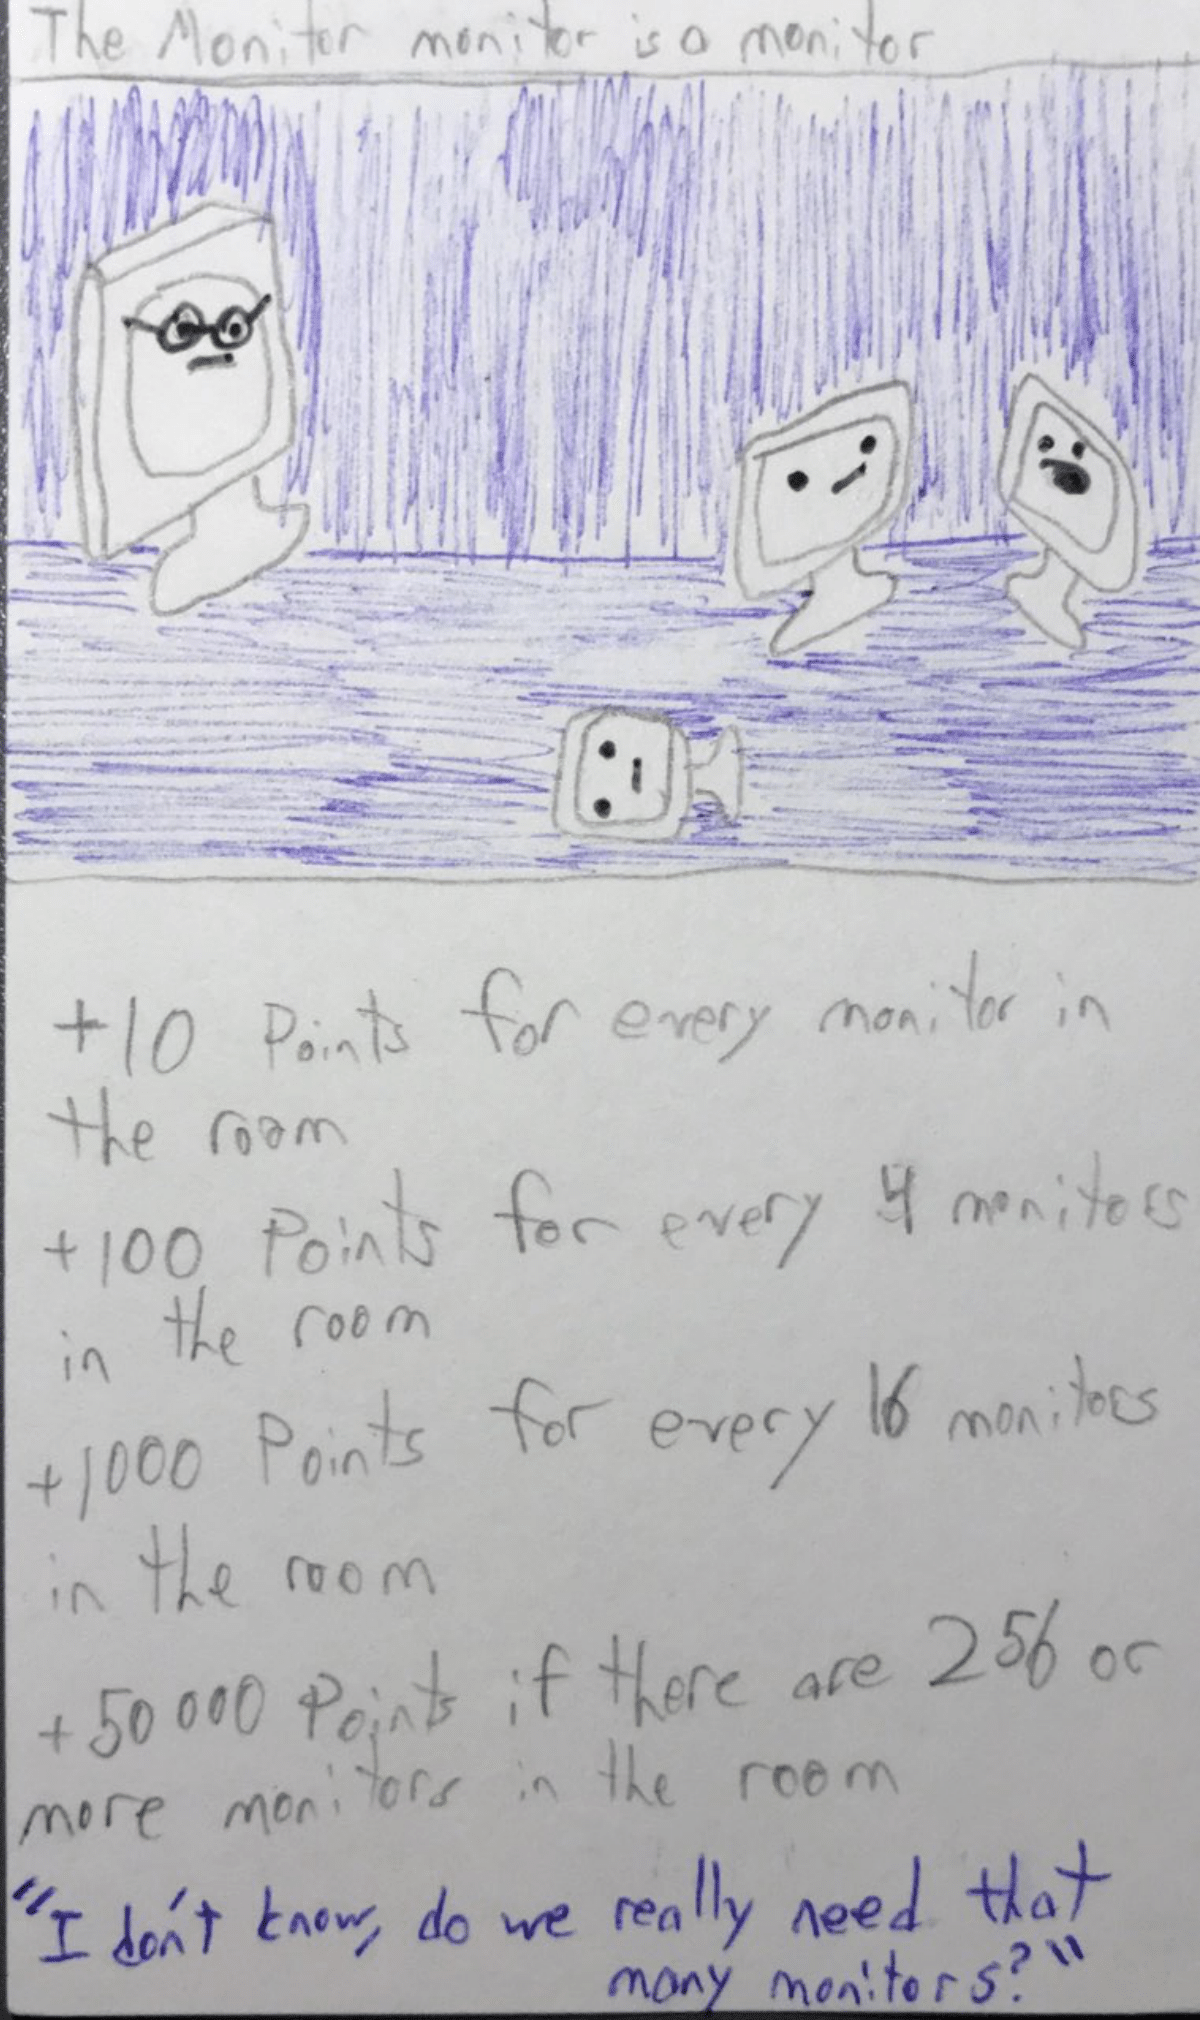 The Monitor monitor is a monitor
+10 Points for every monitor in
the room
+100 Points for every 4 monitors
in the room
+1000 Points for every 16 monitors
in the room
+50000 Points if there are 256 or
more monitors in the room
"I don't know, do we really need that
many monitors?"